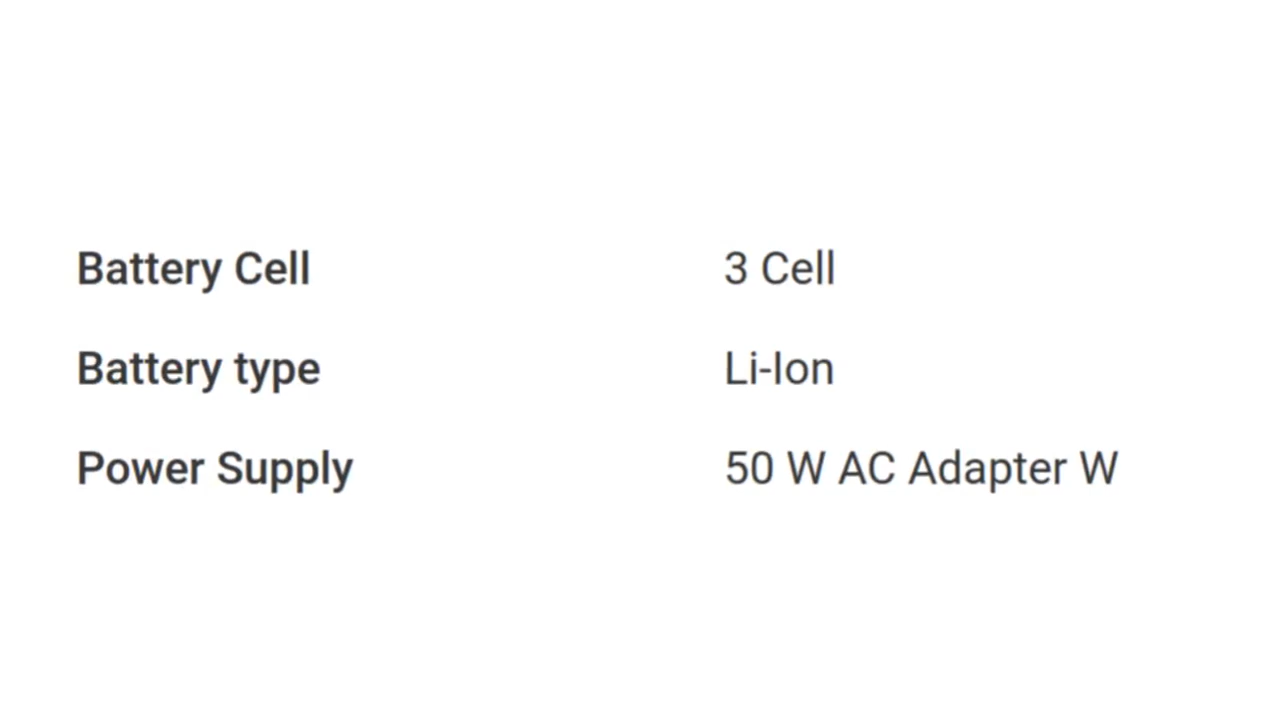 Battery Cell 3 Cell
Battery type Li-Ion
Power Supply 50 W AC Adapter W